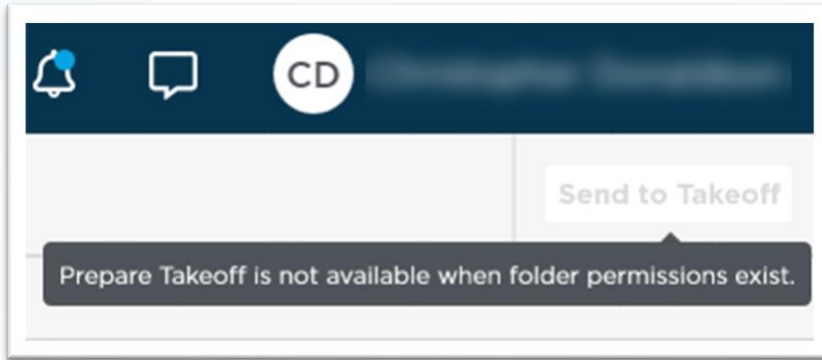 CD
Send to Takeoff
Prepare Takeoff is not available when folder permissions exist.